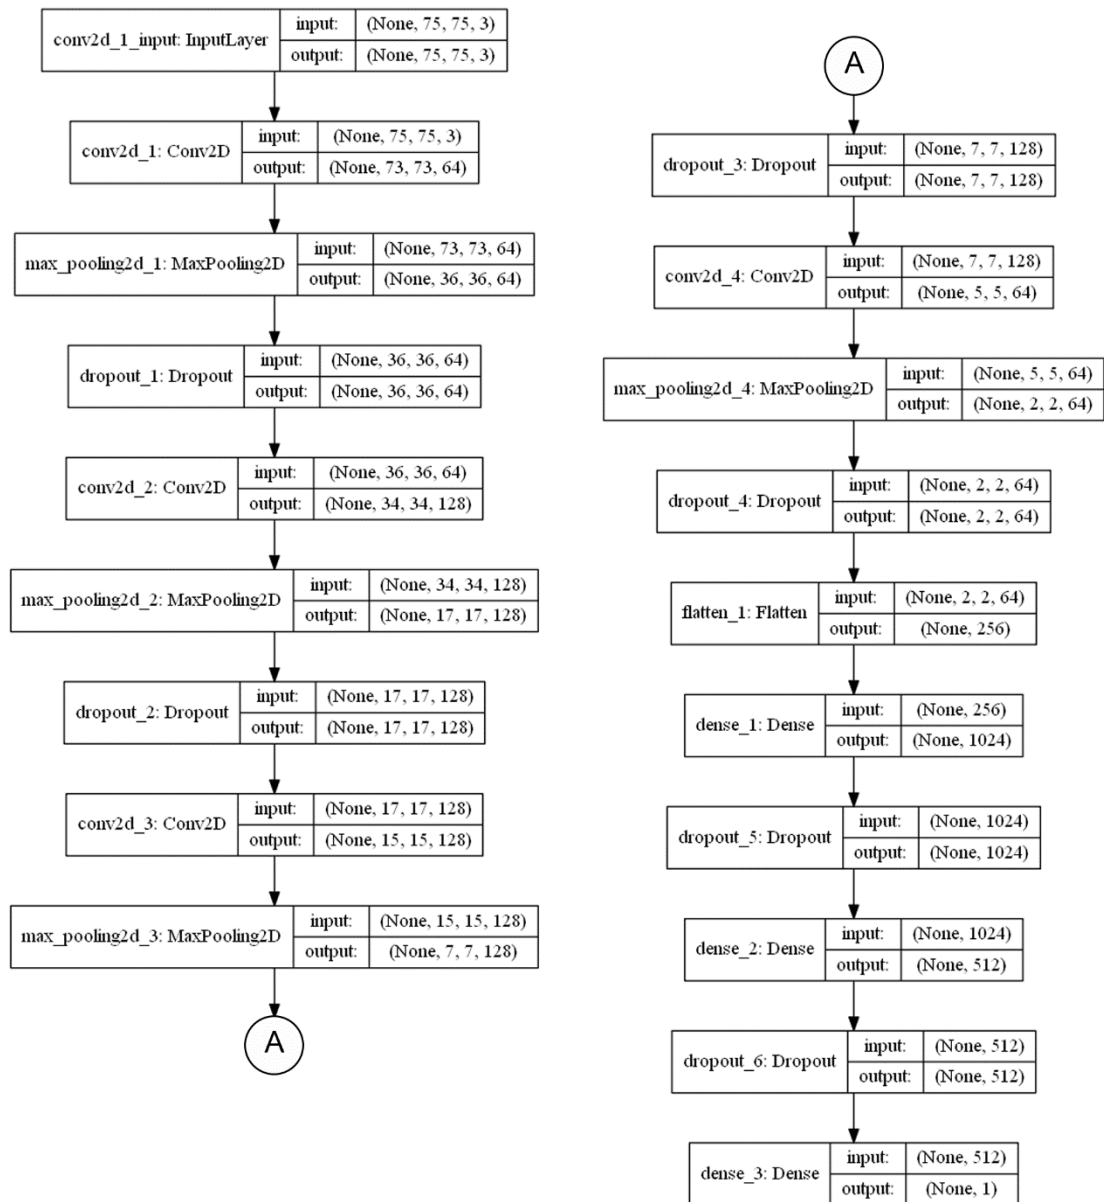 conv2d_1_input: InputLayer
input: (None, 75, 75, 3)
output: (None, 75, 75, 3)
conv2d_1: Conv2D
input: (None, 75, 75, 3)
output: (None, 73, 73, 64)
max_pooling2d_1: MaxPooling2D
input: (None, 73, 73, 64)
output: (None, 36, 36, 64)
dropout_1: Dropout
input: (None, 36, 36, 64)
output: (None, 36, 36, 64)
conv2d_2: Conv2D
input: (None, 36, 36, 64)
output: (None, 34, 34, 128)
max_pooling2d_2: MaxPooling2D
input: (None, 34, 34, 128)
output: (None, 17, 17, 128)
dropout_2: Dropout
input: (None, 17, 17, 128)
output: (None, 17, 17, 128)
conv2d_3: Conv2D
input: (None, 17, 17, 128)
output: (None, 15, 15, 128)
max_pooling2d_3: MaxPooling2D
input: (None, 15, 15, 128)
output: (None, 7, 7, 128)
A
A
dropout_3: Dropout
input: (None, 7, 7, 128)
output: (None, 7, 7, 128)
conv2d_4: Conv2D
input: (None, 7, 7, 128)
output: (None, 5, 5, 64)
max_pooling2d_4: MaxPooling2D
input: (None, 5, 5, 64)
output: (None, 2, 2, 64)
dropout_4: Dropout
input: (None, 2, 2, 64)
output: (None, 2, 2, 64)
flatten_1: Flatten
input: (None, 2, 2, 64)
output: (None, 256)
dense_1: Dense
input: (None, 256)
output: (None, 1024)
dropout_5: Dropout
input: (None, 1024)
output: (None, 1024)
dense_2: Dense
input: (None, 1024)
output: (None, 512)
dropout_6: Dropout
input: (None, 512)
output: (None, 512)
dense_3: Dense
input: (None, 512)
output: (None, 1)